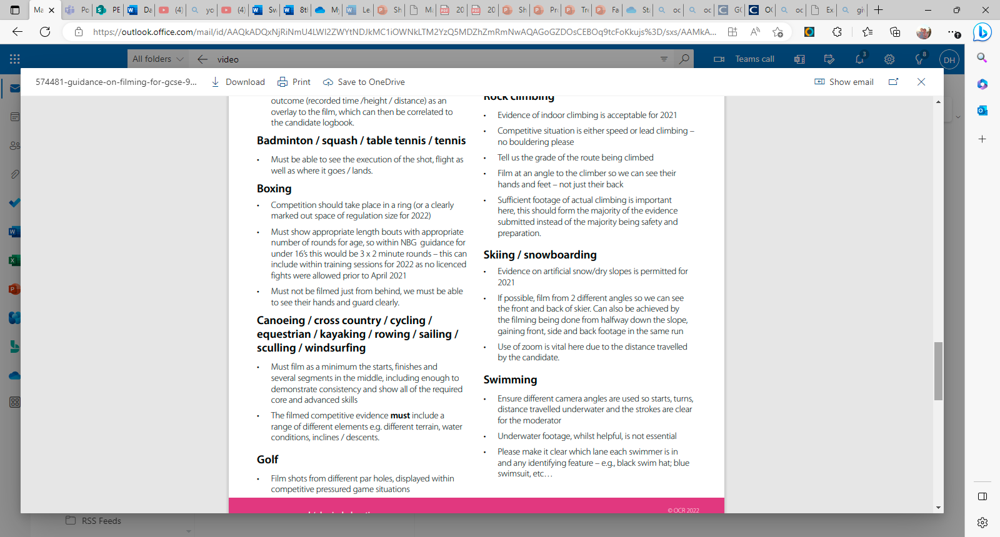 Ma
Po
PE
Da
(4)
yo
(4)
Sw
8th
My
Le
Sh
Ma
20
20
Sh
Pr
Tr
Fa
Sta
oc
oc
GC
OC
oc
Ex
giv
https://outlook.office.com/mail/id/AAQkADQxNjRiNmU4LWI2ZWYtNDJkMC1iOWNkLTM2YzQ5MDZhZmRmNwAQAGoGZDOsCEBOq9tcFoKkujs%3D/sxs/AAMkA...
All folders
video
Teams call
3
8
DH
574481-guidance-on-filming-for-gcse-9...
Download
Print
Save to OneDrive
Show email
outcome (recorded time /height / distance) as an
overlay to the film, which can then be correlated to
the candidate logbook.
Badminton / squash / table tennis / tennis
• Must be able to see the execution of the shot, flight as
well as where it goes / lands.
Boxing
• Competition should take place in a ring (or a clearly
marked out space of regulation size for 2022)
• Must show appropriate length bouts with appropriate
number of rounds for age, so within NBG guidance for
under 16's this would be 3 x 2 minute rounds – this can
include within training sessions for 2022 as no licenced
fights were allowed prior to April 2021
• Must not be filmed just from behind, we must be able
to see their hands and guard clearly.
Canoeing / cross country / cycling /
equestrian / kayaking / rowing / sailing /
sculling / windsurfing
• Must film as a minimum the starts, finishes and
several segments in the middle, including enough to
demonstrate consistency and show all of the required
core and advanced skills
• The filmed competitive evidence must include a
range of different elements e.g. different terrain, water
conditions, inclines / descents.
Golf
• Film shots from different par holes, displayed within
competitive pressured game situations
Rock climbing
• Evidence of indoor climbing is acceptable for 2021
• Competitive situation is either speed or lead climbing –
no bouldering please
• Tell us the grade of the route being climbed
• Film at an angle to the climber so we can see their
hands and feet – not just their back
• Sufficient footage of actual climbing is important
here, this should form the majority of the evidence
submitted instead of the majority being safety and
preparation.
Skiing / snowboarding
• Evidence on artificial snow/dry slopes is permitted for
2021
• If possible, film from 2 different angles so we can see
the front and back of skier. Can also be achieved by
the filming being done from halfway down the slope,
gaining front, side and back footage in the same run
• Use of zoom is vital here due to the distance travelled
by the candidate.
Swimming
• Ensure different camera angles are used so starts, turns,
distance travelled underwater and the strokes are clear
for the moderator
• Underwater footage, whilst helpful, is not essential
• Please make it clear which lane each swimmer is in
and any identifying feature – e.g., black swim hat; blue
swimsuit, etc…
© OCR 2022
RSS Feeds